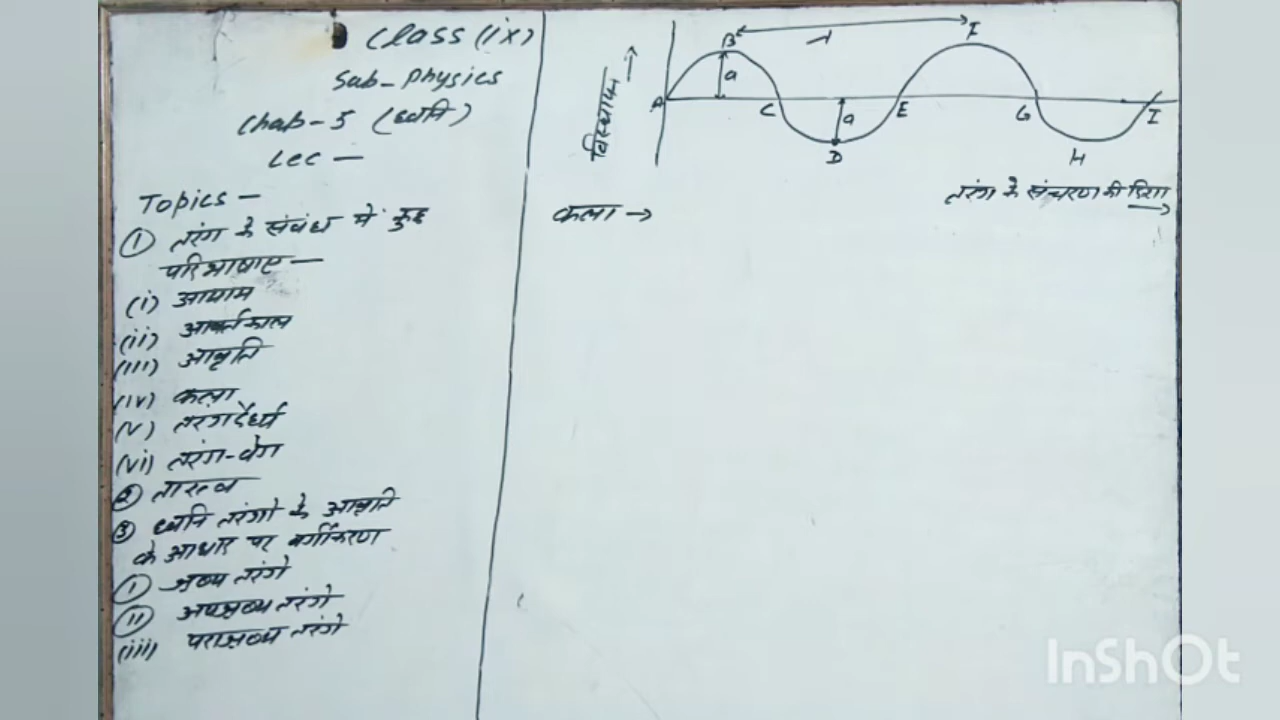 Class (ix)
Sub- Physics
Chab-5 (ध्वनि)
Lec —
Topics —
① तरंग के संबंध में कुछ
परिभाषाए —
(i) आयाम
(ii) आवर्तकाल
(iii) आवृति
(iv) कला
(v) तरंगदैर्ध्य
(vi) तरंग-वेग
② तारत्व
③ ध्वनि तरंगो के आवृति
के आधार पर वर्गीकरण
① श्रव्य तरंगे
(ii) अपश्रव्य तरंगे
(iii) पराश्रव्य तरंगे
विस्थापन →
A B C D E F G H I
λ
a
a
तरंग के संचरण की दिशा →
कला →
InShOt